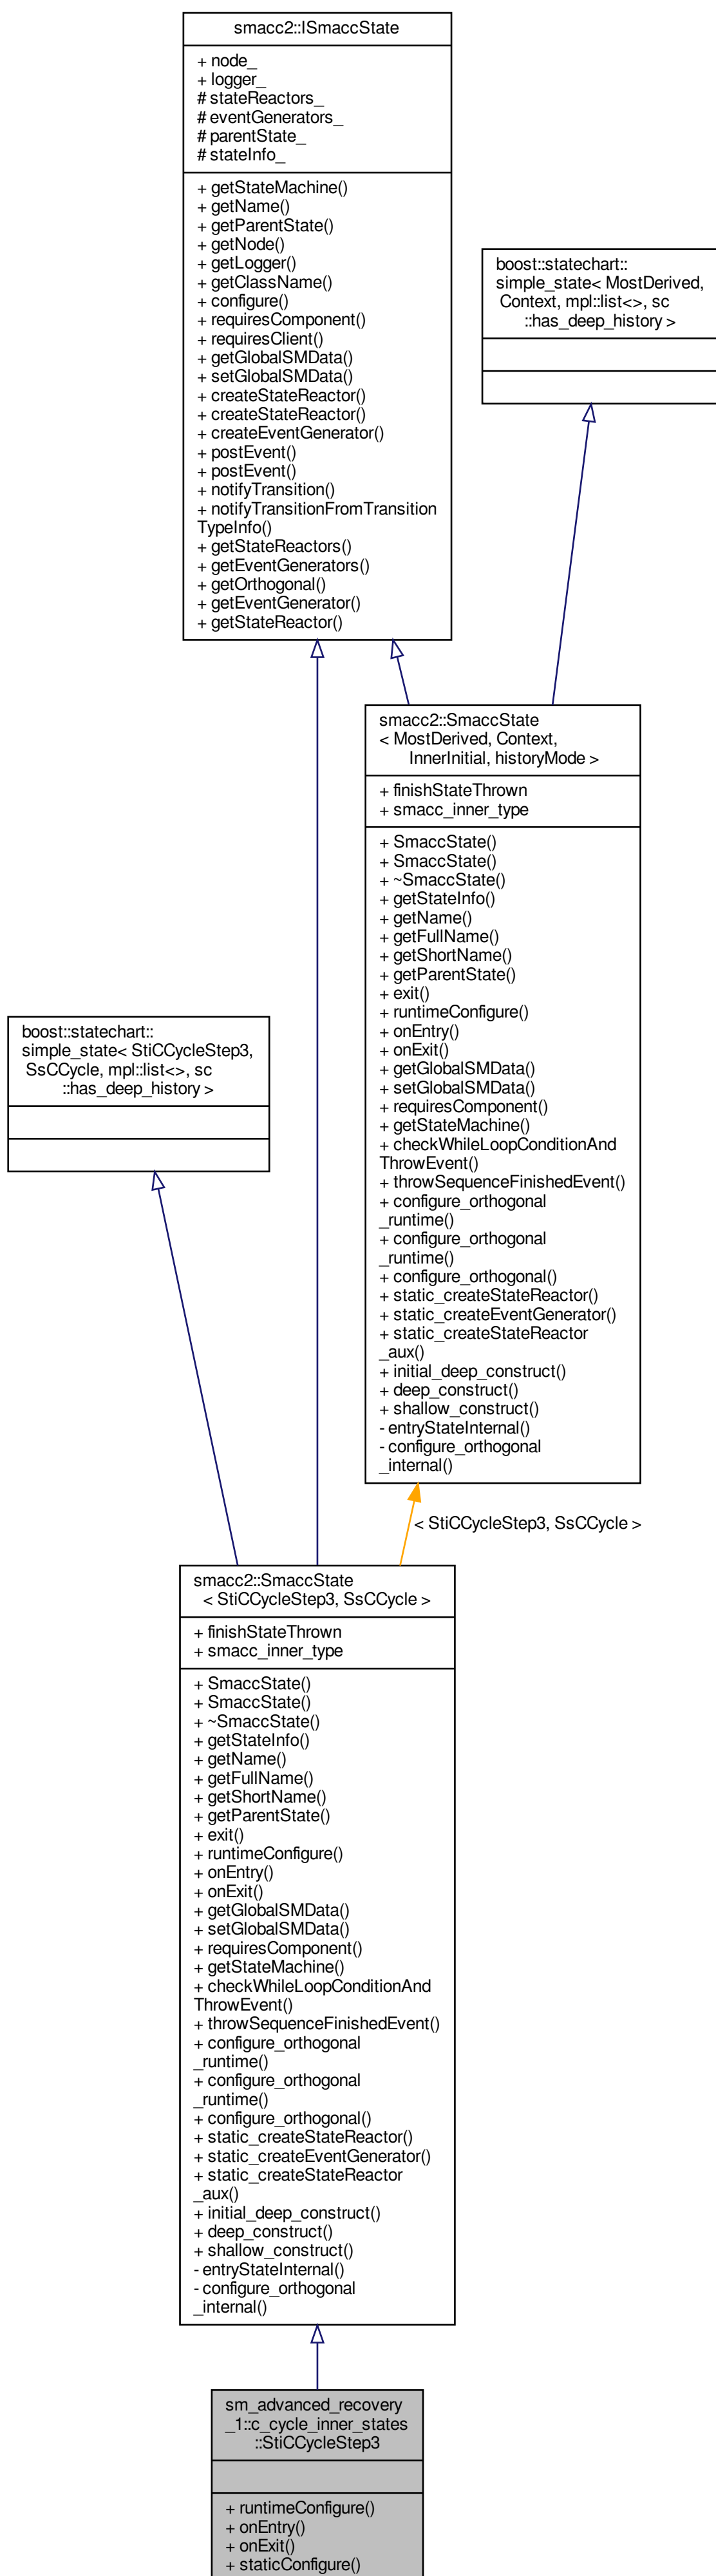 smacc2::ISmaccState
+ node_
+ logger_
# stateReactors_
# eventGenerators_
# parentState_
# stateInfo_
+ getStateMachine()
+ getName()
+ getParentState()
+ getNode()
+ getLogger()
+ getClassName()
+ configure()
+ requiresComponent()
+ requiresClient()
+ getGlobalSMData()
+ setGlobalSMData()
+ createStateReactor()
+ createStateReactor()
+ createEventGenerator()
+ postEvent()
+ postEvent()
+ notifyTransition()
+ notifyTransitionFromTransition
TypeInfo()
+ getStateReactors()
+ getEventGenerators()
+ getOrthogonal()
+ getEventGenerator()
+ getStateReactor()
boost::statechart::
simple_state< MostDerived,
Context, mpl::list<>, sc
::has_deep_history >
smacc2::SmaccState
< MostDerived, Context,
InnerInitial, historyMode >
+ finishStateThrown
+ smacc_inner_type
+ SmaccState()
+ SmaccState()
+ ~SmaccState()
+ getStateInfo()
+ getName()
+ getFullName()
+ getShortName()
+ getParentState()
+ exit()
+ runtimeConfigure()
+ onEntry()
+ onExit()
+ getGlobalSMData()
+ setGlobalSMData()
+ requiresComponent()
+ getStateMachine()
+ checkWhileLoopConditionAnd
ThrowEvent()
+ throwSequenceFinishedEvent()
+ configure_orthogonal
_runtime()
+ configure_orthogonal
_runtime()
+ configure_orthogonal()
+ static_createStateReactor()
+ static_createEventGenerator()
+ static_createStateReactor
_aux()
+ initial_deep_construct()
+ deep_construct()
+ shallow_construct()
- entryStateInternal()
- configure_orthogonal
_internal()
boost::statechart::
simple_state< StiCCycleStep3,
SsCCycle, mpl::list<>, sc
::has_deep_history >
< StiCCycleStep3, SsCCycle >
smacc2::SmaccState
< StiCCycleStep3, SsCCycle >
+ finishStateThrown
+ smacc_inner_type
+ SmaccState()
+ SmaccState()
+ ~SmaccState()
+ getStateInfo()
+ getName()
+ getFullName()
+ getShortName()
+ getParentState()
+ exit()
+ runtimeConfigure()
+ onEntry()
+ onExit()
+ getGlobalSMData()
+ setGlobalSMData()
+ requiresComponent()
+ getStateMachine()
+ checkWhileLoopConditionAnd
ThrowEvent()
+ throwSequenceFinishedEvent()
+ configure_orthogonal
_runtime()
+ configure_orthogonal
_runtime()
+ configure_orthogonal()
+ static_createStateReactor()
+ static_createEventGenerator()
+ static_createStateReactor
_aux()
+ initial_deep_construct()
+ deep_construct()
+ shallow_construct()
- entryStateInternal()
- configure_orthogonal
_internal()
sm_advanced_recovery
_1::c_cycle_inner_states
::StiCCycleStep3
+ runtimeConfigure()
+ onEntry()
+ onExit()
+ staticConfigure()